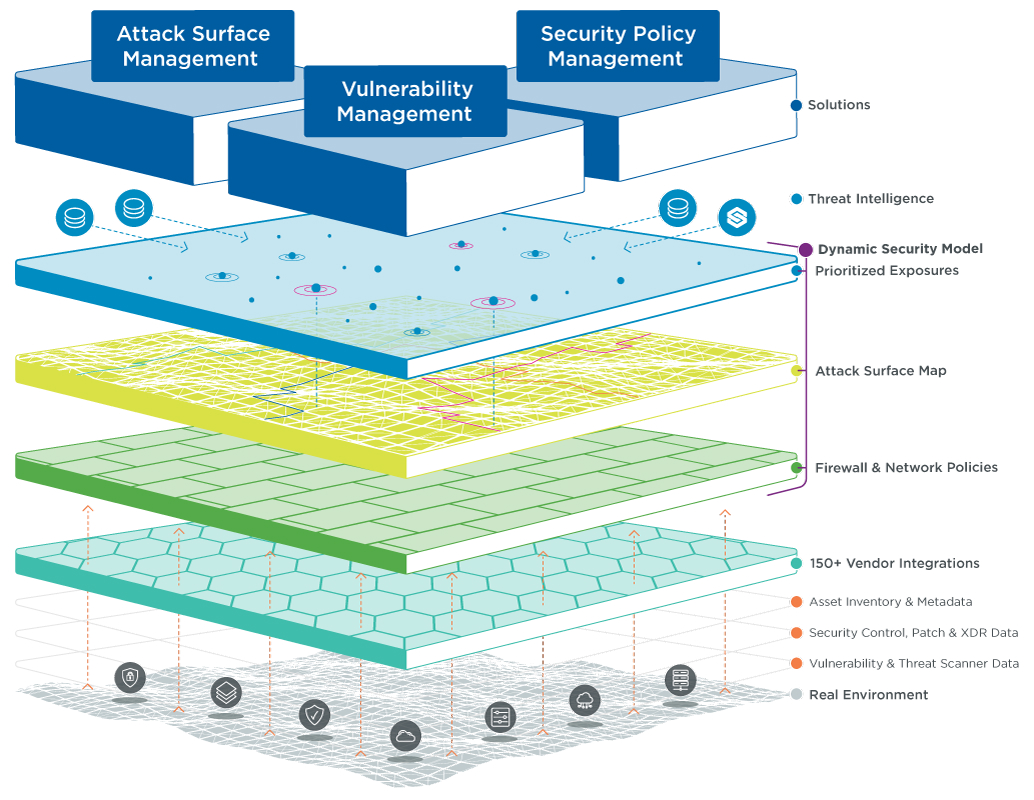 Attack Surface
Management
Security Policy
Management
Vulnerability
Management
Solutions
Threat Intelligence
Dynamic Security Model
Prioritized Exposures
Attack Surface Map
Firewall & Network Policies
150+ Vendor Integrations
Asset Inventory & Metadata
Security Control, Patch & XDR Data
Vulnerability & Threat Scanner Data
Real Environment